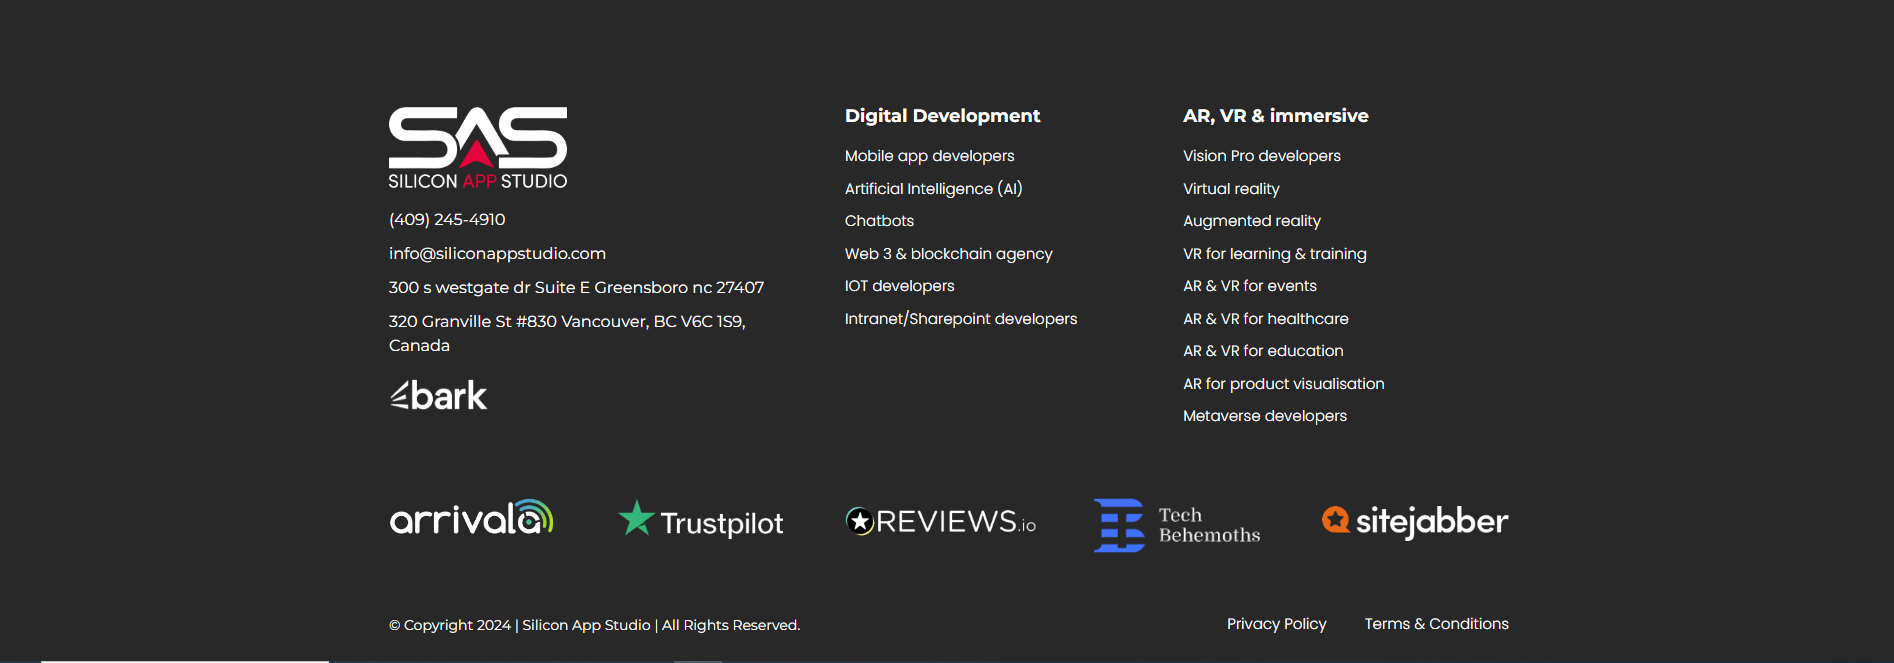 SAS
SILICON APP STUDIO
(409) 245-4910
info@siliconappstudio.com
300 s westgate dr Suite E Greensboro nc 27407
320 Granville St #830 Vancouver, BC V6C 1S9,
Canada
bark
Digital Development
Mobile app developers
Artificial Intelligence (AI)
Chatbots
Web 3 & blockchain agency
IOT developers
Intranet/Sharepoint developers
AR, VR & immersive
Vision Pro developers
Virtual reality
Augmented reality
VR for learning & training
AR & VR for events
AR & VR for healthcare
AR & VR for education
AR for product visualisation
Metaverse developers
arrivala
Trustpilot
REVIEWS.io
Tech
Behemoths
sitejabber
© Copyright 2024 | Silicon App Studio | All Rights Reserved.
Privacy Policy
Terms & Conditions